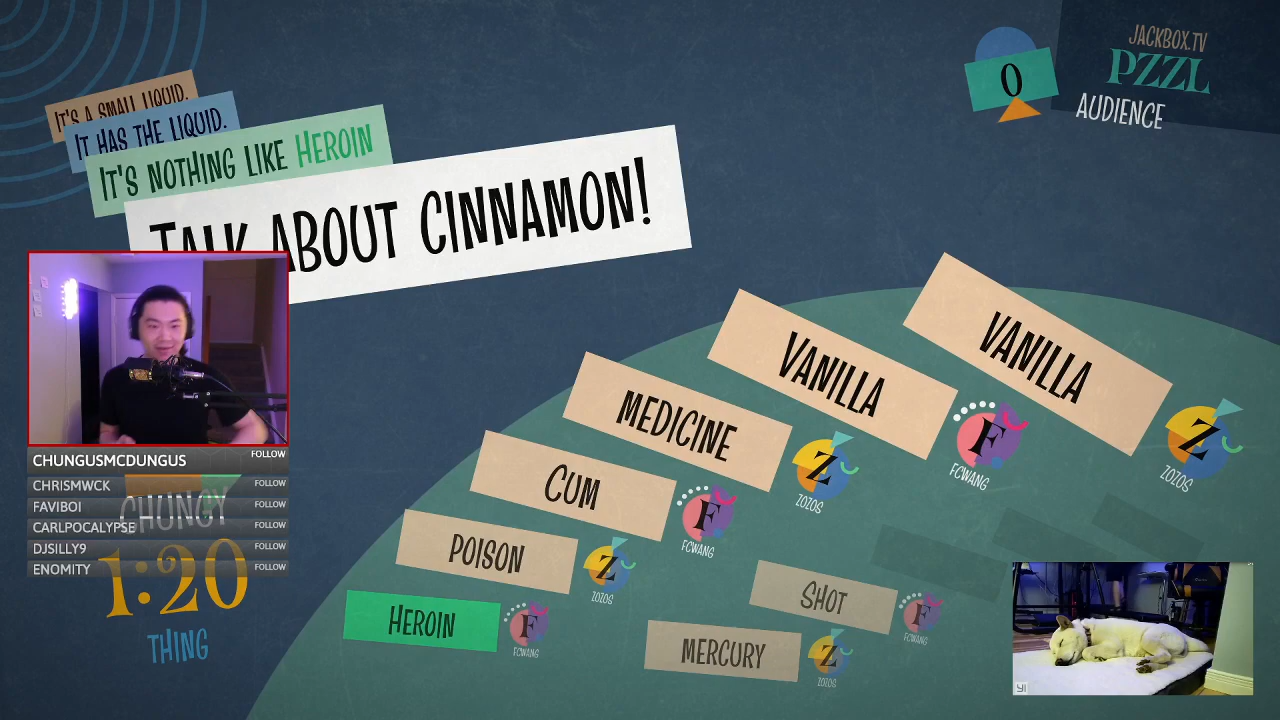 IT'S A SMALL LIQUID.
IT HAS THE LIQUID.
IT'S NOTHING LIKE HEROIN
TALK ABOUT CINNAMON!
0
AUDIENCE
JACKBOX.TV
PZZL
VANILLA
ZOZOS
VANILLA
FCWANG
MEDICINE
ZOZOS
CUM
FCWANG
POISON
ZOZOS
HEROIN
FCWANG
SHOT
FCWANG
MERCURY
ZOZOS
CHUNGUSMCDUNGUS FOLLOW
CHRISMWCK FOLLOW
FAVIBOI FOLLOW
CARLPOCALYPSE FOLLOW
DJSILLY9 FOLLOW
ENOMITY FOLLOW
CHUNGY
1:20
THING
Z
F
Z
F
Z
F
F
Z
YI